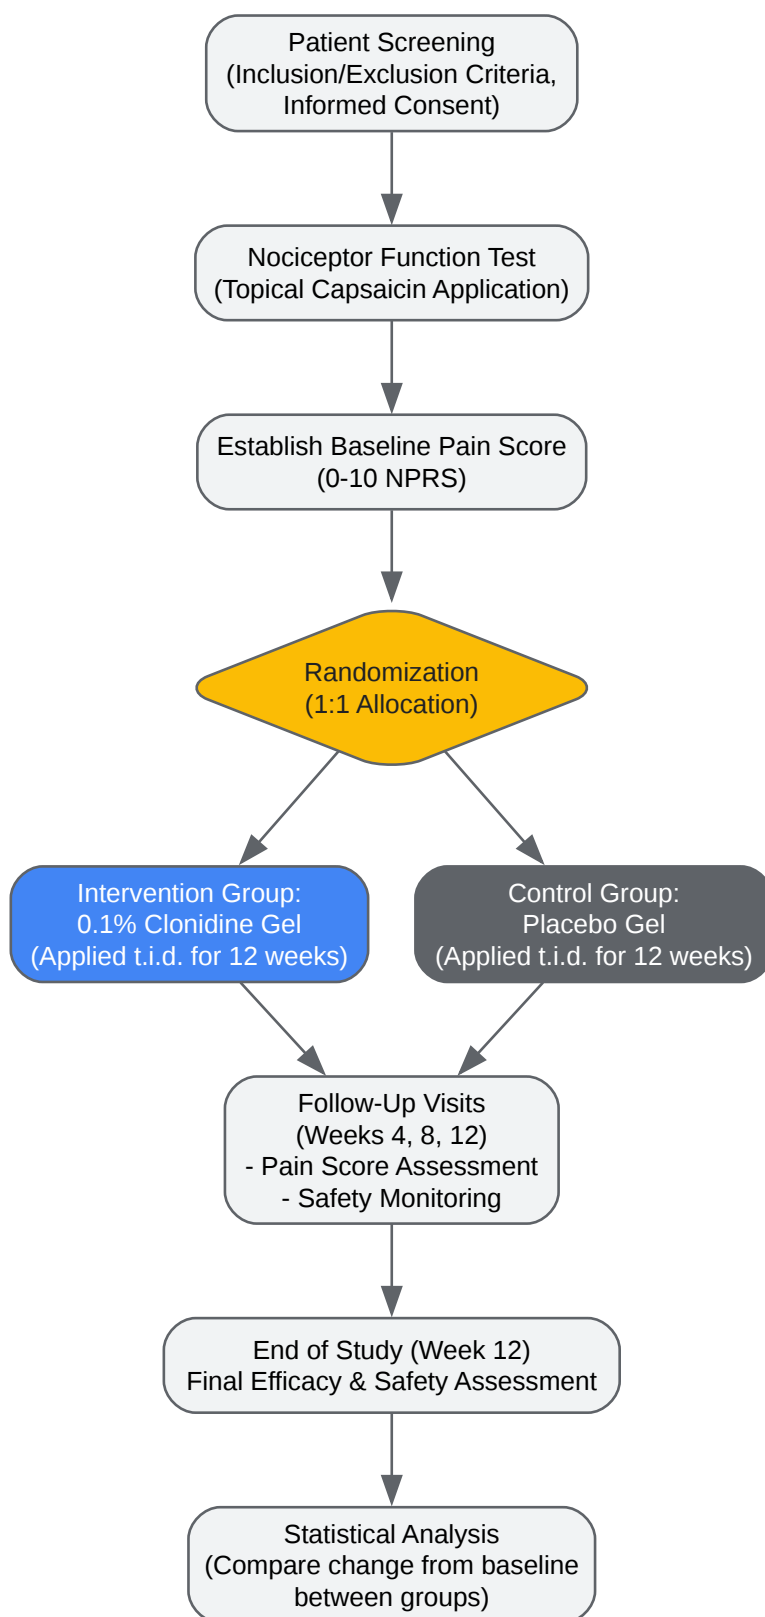 Patient Screening
(Inclusion/Exclusion Criteria,
Informed Consent)
Nociceptor Function Test
(Topical Capsaicin Application)
Establish Baseline Pain Score
(0-10 NPRS)
Randomization
(1:1 Allocation)
Intervention Group:
0.1% Clonidine Gel
(Applied t.i.d. for 12 weeks)
Control Group:
Placebo Gel
(Applied t.i.d. for 12 weeks)
Follow-Up Visits
(Weeks 4, 8, 12)
- Pain Score Assessment
- Safety Monitoring
End of Study (Week 12)
Final Efficacy & Safety Assessment
Statistical Analysis
(Compare change from baseline
between groups)